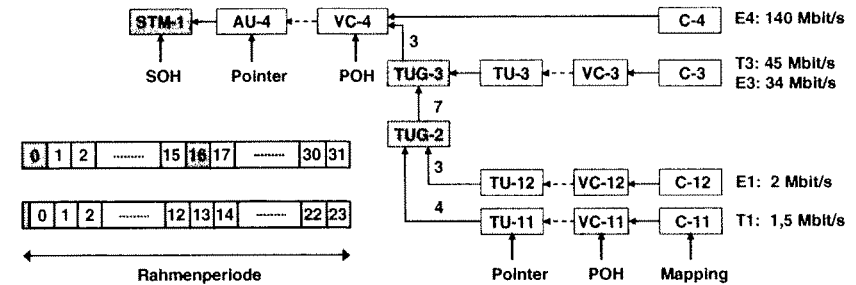 STM-1 AU-4 VC-4 C-4 E4: 140 Mbit/s
3
SOH Pointer POH TUG-3 TU-3 VC-3 C-3 T3: 45 Mbit/s
E3: 34 Mbit/s
7
TUG-2
0 1 2 ......... 15 16 17 ......... 30 31
3
TU-12 VC-12 C-12 E1: 2 Mbit/s
4
0 1 2 ......... 12 13 14 ......... 22 23
TU-11 VC-11 C-11 T1: 1,5 Mbit/s
Rahmenperiode
Pointer POH Mapping